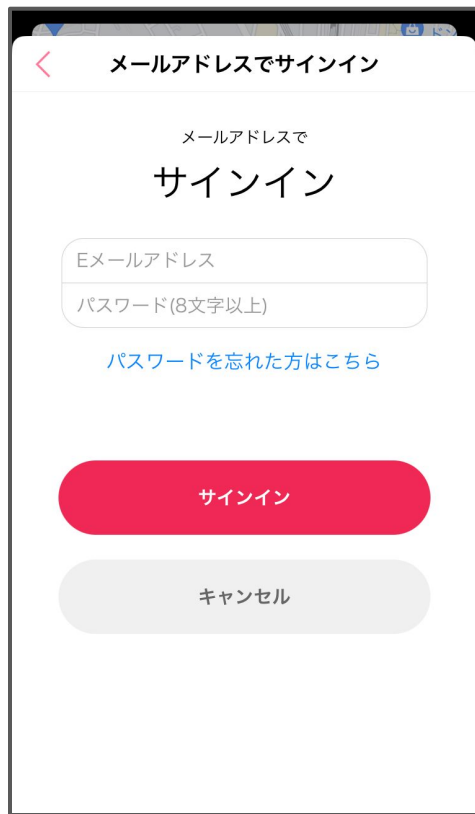 メールアドレスでサインイン
メールアドレスで
サインイン
Eメールアドレス
パスワード(8文字以上)
パスワードを忘れた方はこちら
サインイン
キャンセル